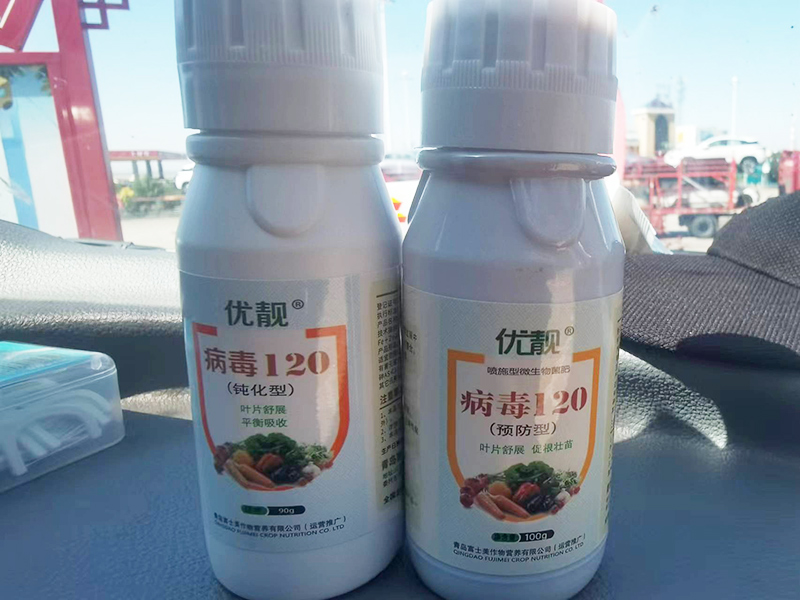 优靓®
病毒120
(钝化型)
叶片舒展
平衡吸收
90g
青岛富士美作物营养有限公司（运营推广）
QINGDAO FUJIMEI CROP NUTRITION CO. LTD
优靓®
喷施型微生物菌肥
病毒120
(预防型)
叶片舒展 促根壮苗
净含量 100g
青岛富士美作物营养有限公司（运营推广）
QINGDAO FUJIMEI CROP NUTRITION CO. LTD